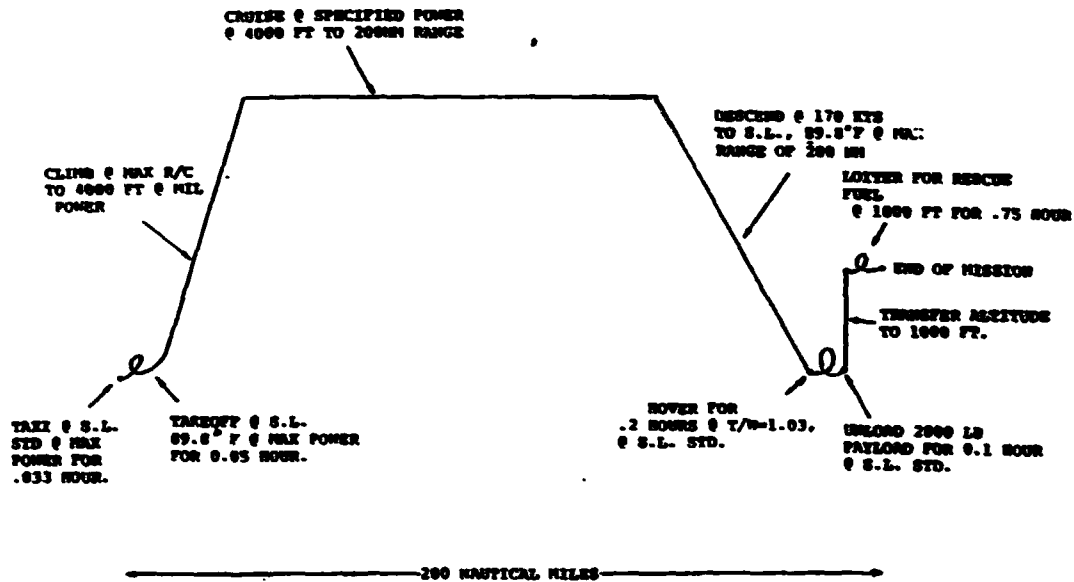 CRUISE @ SPECIFIED POWER
@ 4000 FT TO 200NM RANGE
DESCEND @ 170 KTS
TO S.L., 89.8°F @ MAX
RANGE OF 200 NM
CLIMB @ MAX R/C
TO 4000 FT @ MIL
POWER
LOITER FOR RESCUE
FUEL
@ 1000 FT FOR .75 HOUR
END OF MISSION
TRANSFER ALTITUDE
TO 1000 FT.
TAXI @ S.L.
STD @ MAX
POWER FOR
.033 HOUR.
TAKEOFF @ S.L.
89.8° F @ MAX POWER
FOR 0.05 HOUR.
HOVER FOR
.2 HOURS @ T/W=1.03,
@ S.L. STD.
UNLOAD 2000 LB
PAYLOAD FOR 0.1 HOUR
@ S.L. STD.
200 NAUTICAL MILES